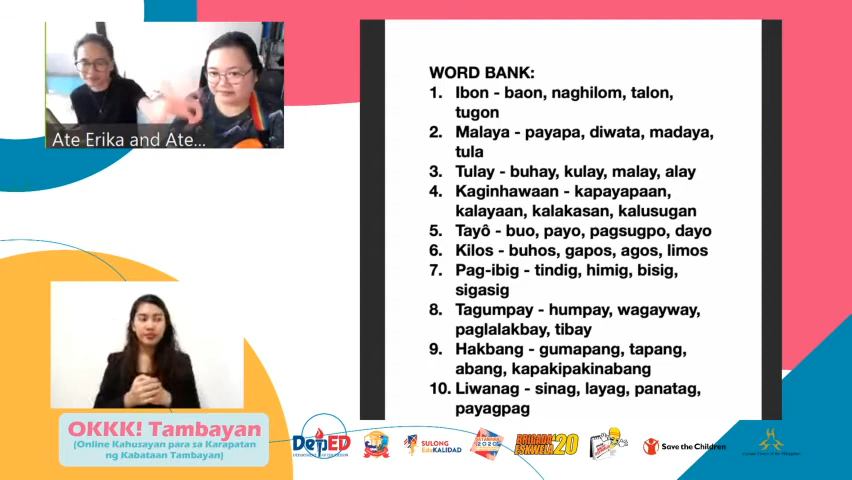 Ate Erika and Ate...
WORD BANK:
1. Ibon - baon, naghilom, talon,
tugon
2. Malaya - payapa, diwata, madaya,
tula
3. Tulay - buhay, kulay, malay, alay
4. Kaginhawaan - kapayapaan,
kalayaan, kalakasan, kalusugan
5. Tayô - buo, payo, pagsugpo, dayo
6. Kilos - buhos, gapos, agos, limos
7. Pag-ibig - tindig, himig, bisig,
sigasig
8. Tagumpay - humpay, wagayway,
paglalakbay, tibay
9. Hakbang - gumapang, tapang,
abang, kapakipakinabang
10. Liwanag - sinag, layag, panatag,
payagpag
OKKK! Tambayan
(Online Kahusayan para sa Karapatan
ng Kabataan Tambayan)
DepED
DEPARTMENT OF EDUCATION
SULONG
EduKALIDAD
BRIGADA
ESKWELA '20
Save the Children